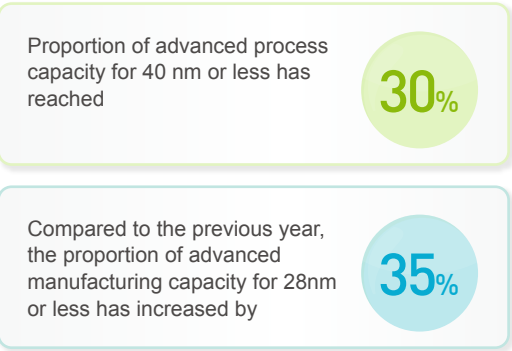 Proportion of advanced process
capacity for 40 nm or less has
reached
30%
Compared to the previous year,
the proportion of advanced
manufacturing capacity for 28nm
or less has increased by
35%